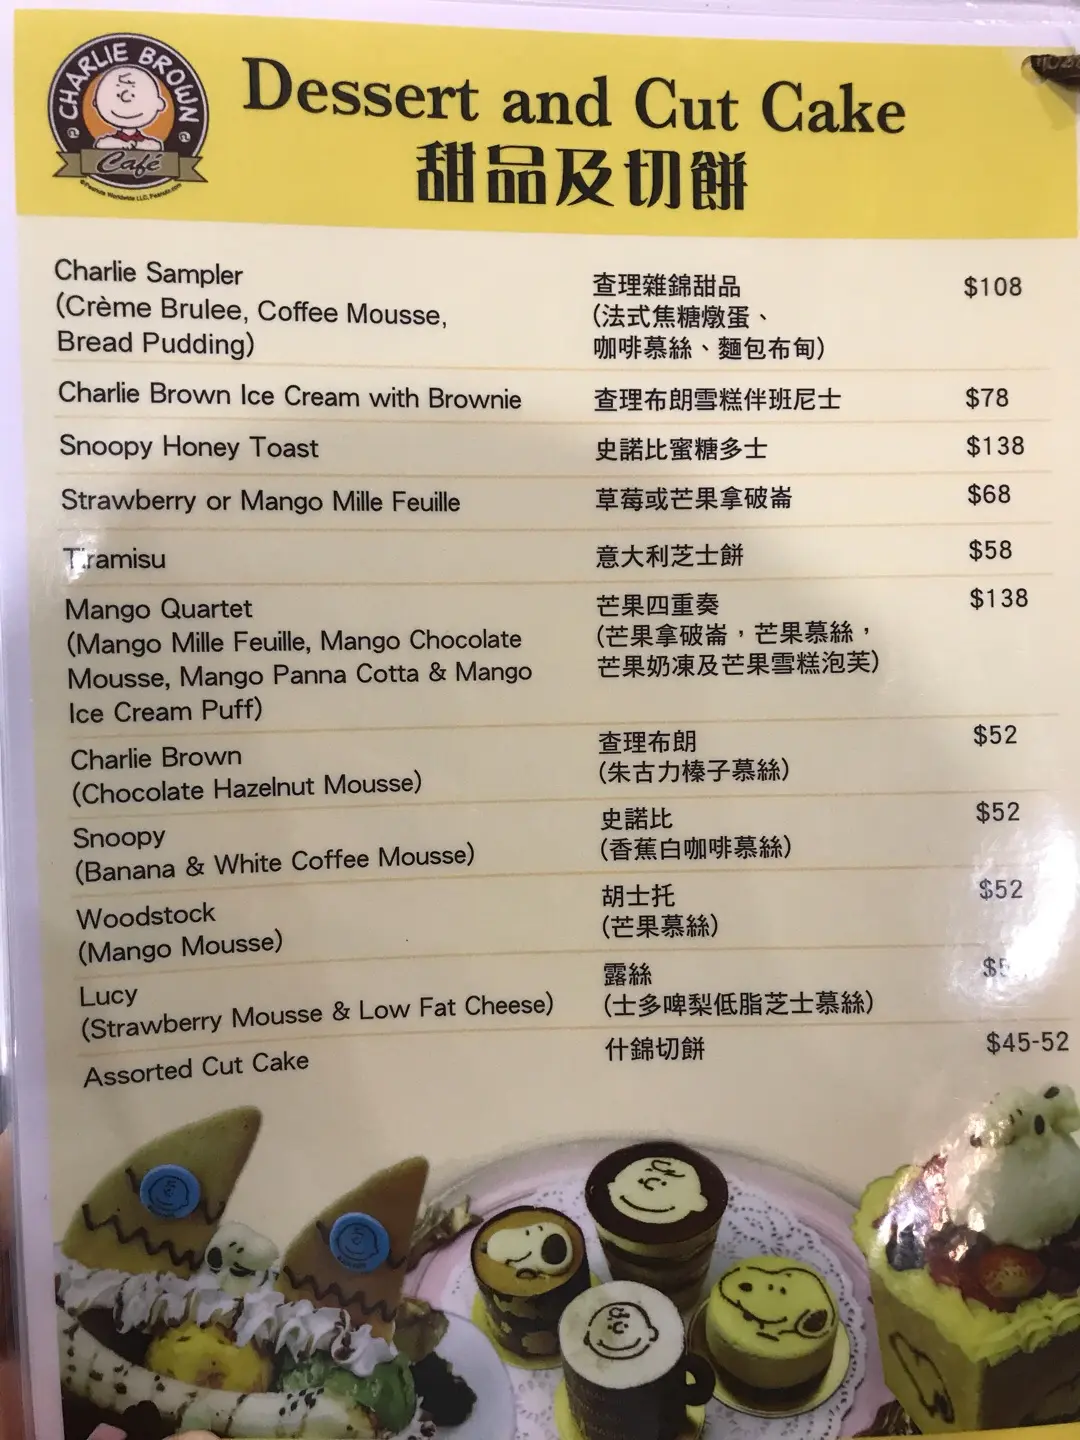 CHARLIE BROWN
Café
©Peanuts Worldwide LLC, Peanuts.com
Dessert and Cut Cake
甜品及切餅
Charlie Sampler
(Crème Brulee, Coffee Mousse,
Bread Pudding)
查理雜錦甜品
(法式焦糖燉蛋、
咖啡慕絲、麵包布甸)
$108
Charlie Brown Ice Cream with Brownie
查理布朗雪糕伴班尼士
$78
Snoopy Honey Toast
史諾比蜜糖多士
$138
Strawberry or Mango Mille Feuille
草莓或芒果拿破崙
$68
Tiramisu
意大利芝士餅
$58
Mango Quartet
(Mango Mille Feuille, Mango Chocolate
Mousse, Mango Panna Cotta & Mango
Ice Cream Puff)
芒果四重奏
(芒果拿破崙，芒果慕絲，
芒果奶凍及芒果雪糕泡芙)
$138
Charlie Brown
(Chocolate Hazelnut Mousse)
查理布朗
(朱古力榛子慕絲)
$52
Snoopy
(Banana & White Coffee Mousse)
史諾比
(香蕉白咖啡慕絲)
$52
Woodstock
(Mango Mousse)
胡士托
(芒果慕絲)
$52
Lucy
(Strawberry Mousse & Low Fat Cheese)
露絲
(士多啤梨低脂芝士慕絲)
Assorted Cut Cake
什錦切餅
$45-52